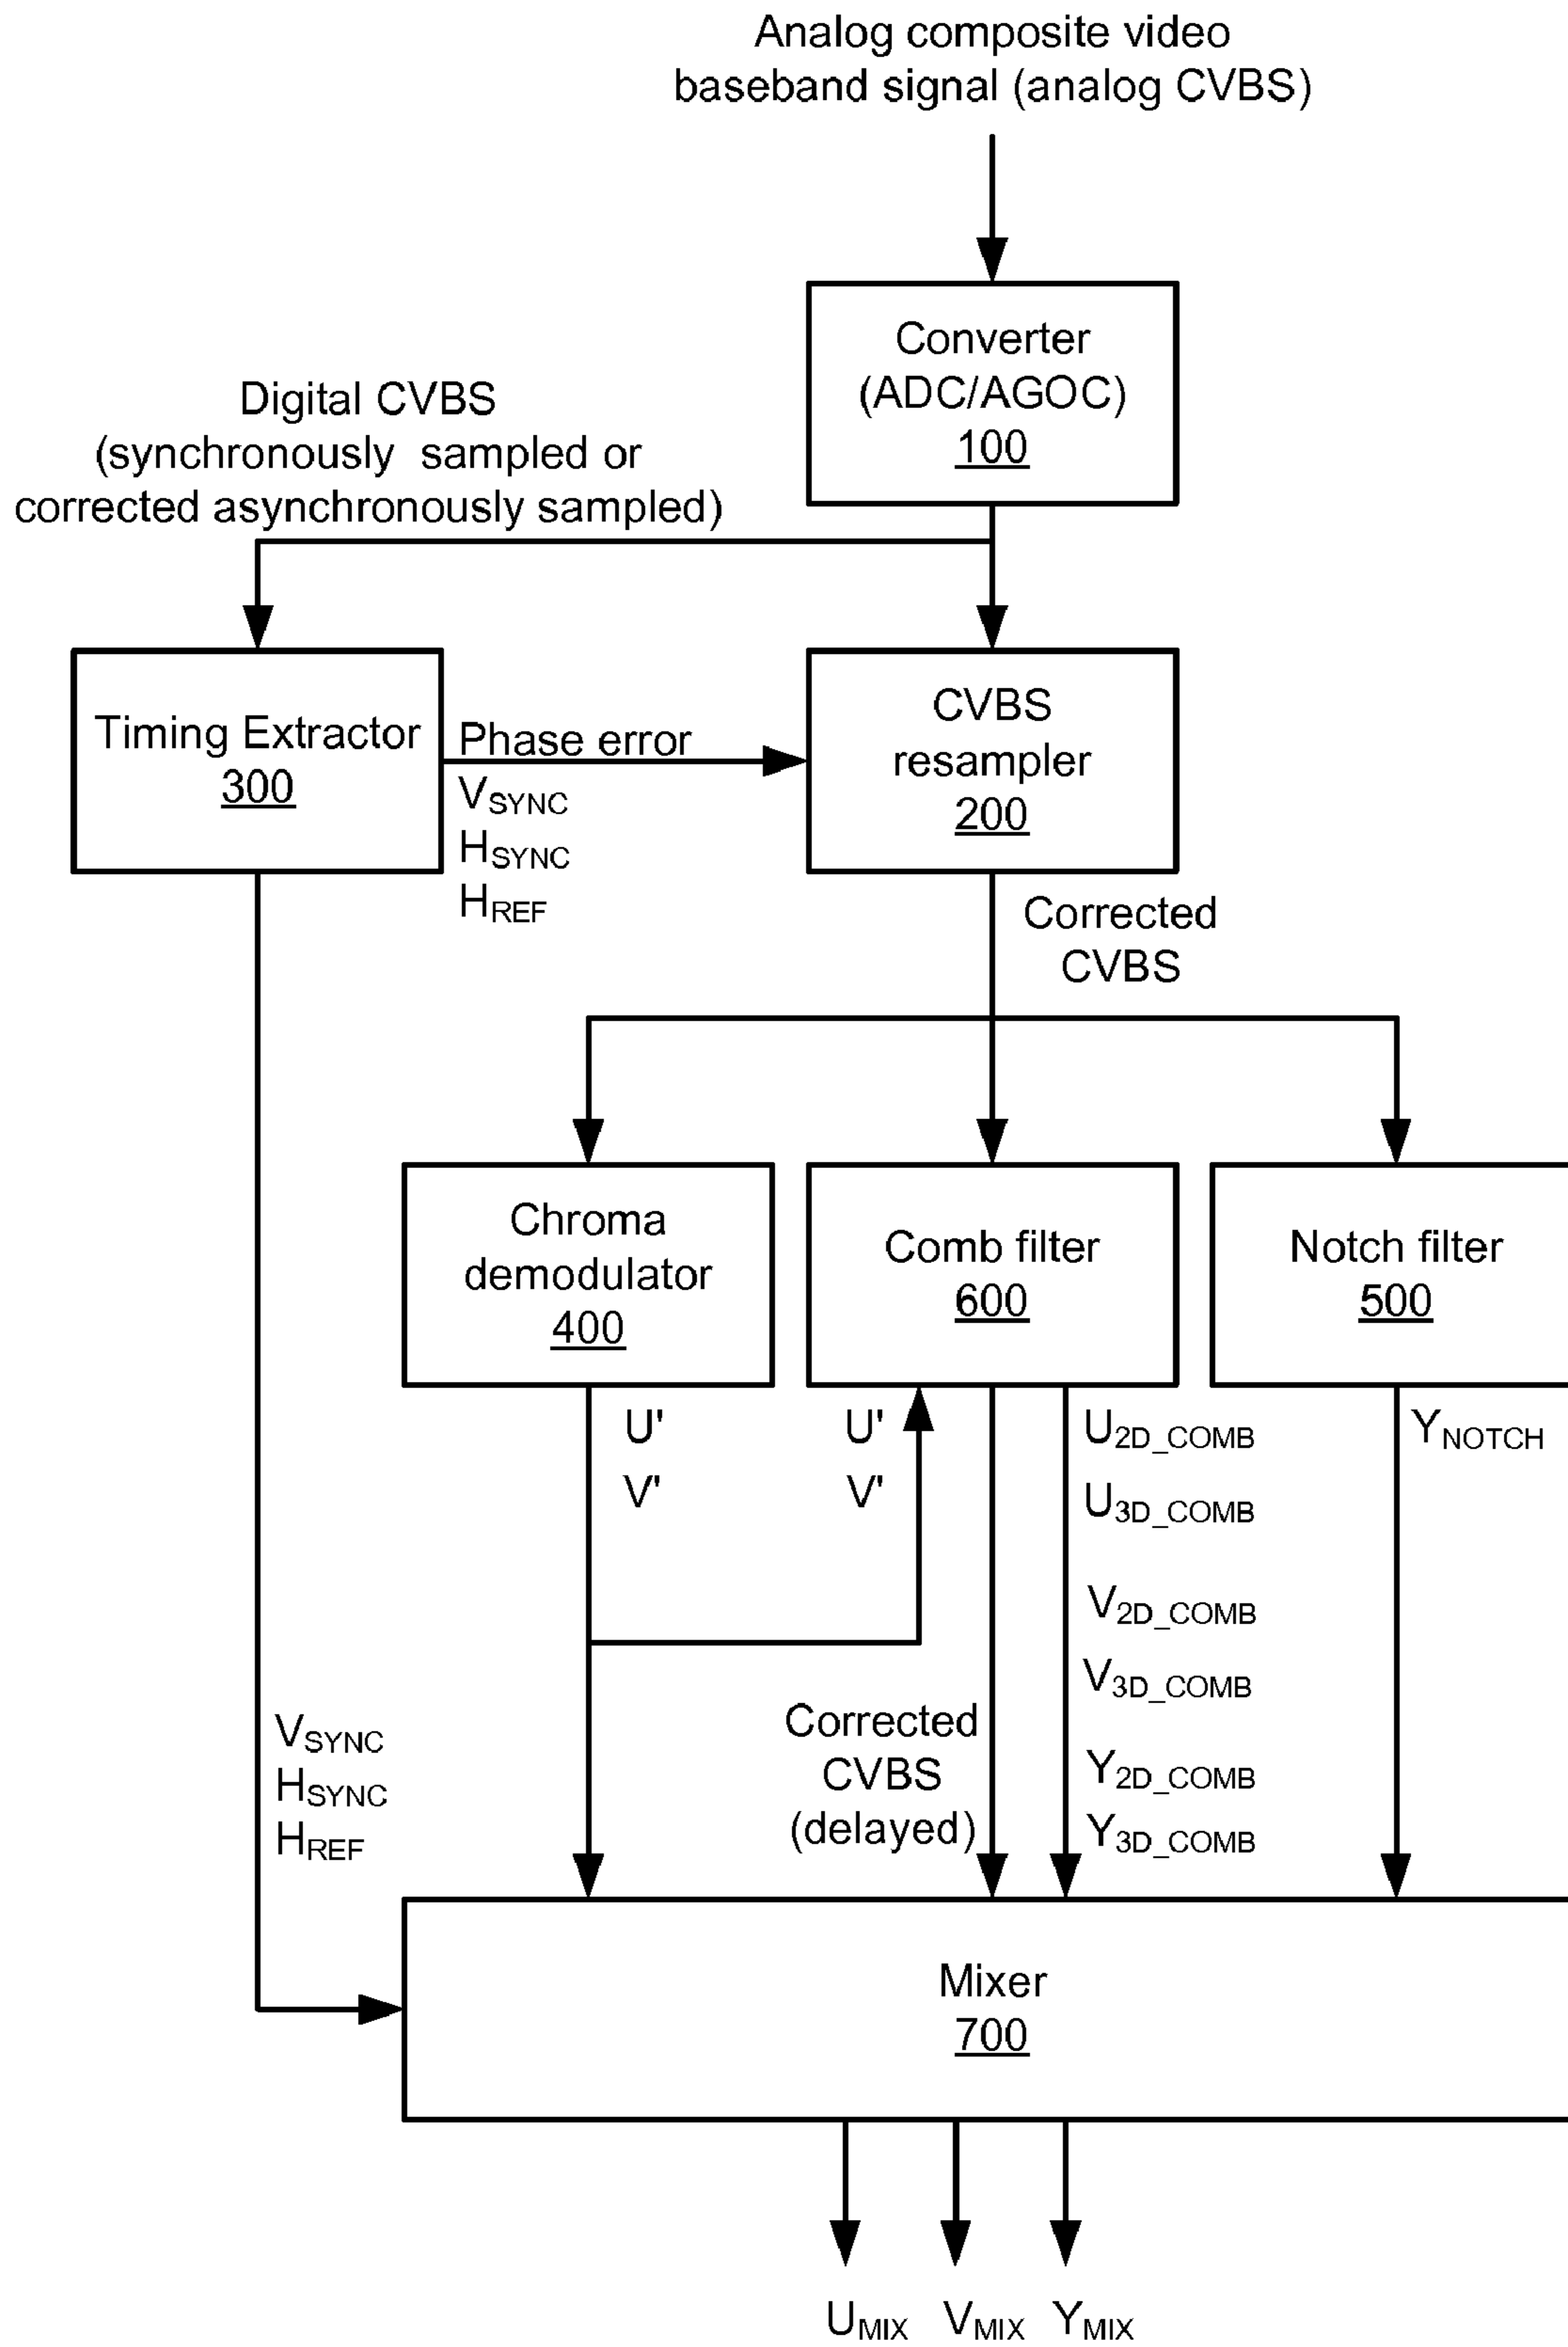 Analog composite video
baseband signal (analog CVBS)
Converter
(ADC/AGOC)
100
Digital CVBS
(synchronously sampled or
corrected asynchronously sampled)
Timing Extractor
300
Phase error
VSYNC
HSYNC
HREF
CVBS
resampler
200
Corrected
CVBS
Chroma
demodulator
400
Comb filter
600
Notch filter
500
U'
V'
U'
V'
U2D_COMB
U3D_COMB
V2D_COMB
V3D_COMB
Y2D_COMB
Y3D_COMB
YNOTCH
Corrected
CVBS
(delayed)
VSYNC
HSYNC
HREF
Mixer
700
UMIX VMIX YMIX